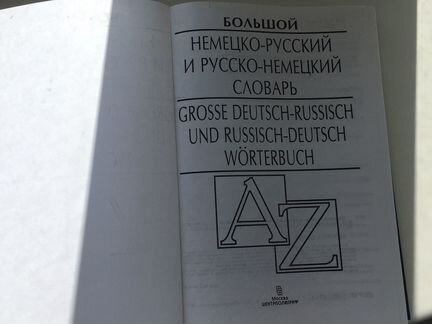 БОЛЬШОЙ
НЕМЕЦКО-РУССКИЙ
И РУССКО-НЕМЕЦКИЙ
СЛОВАРЬ
GROSSE DEUTSCH-RUSSISCH
UND RUSSISCH-DEUTSCH
WÖRTERBUCH
A
Z
Москва
ЦЕНТРПОЛИГРАФ